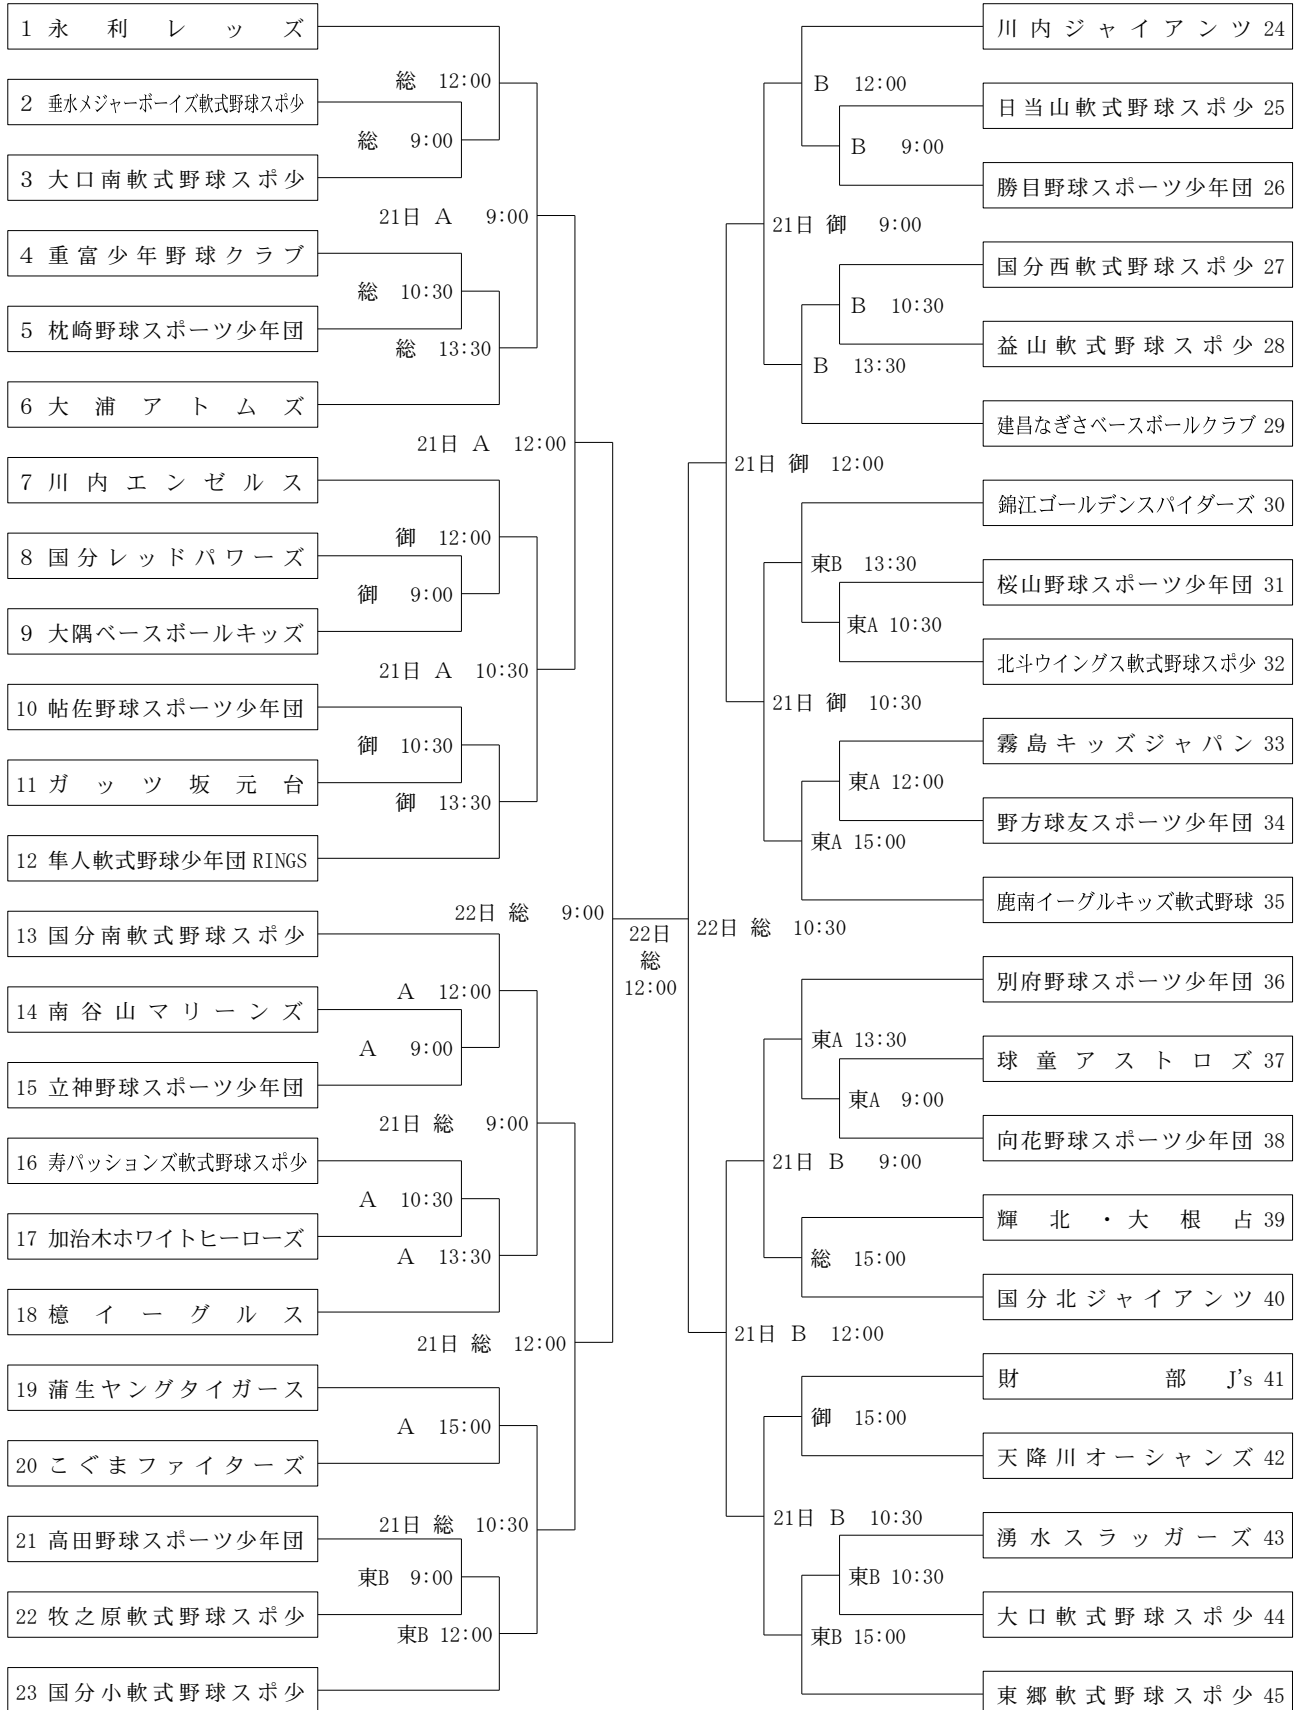 1 永利レッズ
総 12:00
2 垂水メジャーボーイズ軟式野球スポ少
総 9:00
3 大口南軟式野球スポ少
21日 A 9:00
4 重富少年野球クラブ
総 10:30
5 枕崎野球スポーツ少年団
総 13:30
6 大浦アトムズ
21日 A 12:00
7 川内エンゼルス
御 12:00
8 国分レッドパワーズ
御 9:00
9 大隅ベースボールキッズ
21日 A 10:30
10 帖佐野球スポーツ少年団
御 10:30
11 ガッツ坂元台
御 13:30
12 隼人軟式野球少年団RINGS
22日 総 9:00
13 国分南軟式野球スポ少
A 12:00
14 南谷山マリーンズ
A 9:00
15 立神野球スポーツ少年団
21日 総 9:00
16 寿パッションズ軟式野球スポ少
A 10:30
17 加治木ホワイトヒーローズ
A 13:30
18 檍イーグルス
21日 総 12:00
19 蒲生ヤングタイガース
A 15:00
20 こぐまファイターズ
21日 総 10:30
21 高田野球スポーツ少年団
東B 9:00
22 牧之原軟式野球スポ少
東B 12:00
23 国分小軟式野球スポ少
22日
総
12:00
川内ジャイアンツ 24
B 12:00
日当山軟式野球スポ少 25
B 9:00
勝目野球スポーツ少年団 26
21日 御 9:00
国分西軟式野球スポ少 27
B 10:30
益山軟式野球スポ少 28
B 13:30
建昌なぎさベースボールクラブ 29
21日 御 12:00
錦江ゴールデンスパイダーズ 30
東B 13:30
桜山野球スポーツ少年団 31
東A 10:30
北斗ウイングス軟式野球スポ少 32
21日 御 10:30
霧島キッズジャパン 33
東A 12:00
野方球友スポーツ少年団 34
東A 15:00
鹿南イーグルキッズ軟式野球 35
22日 総 10:30
別府野球スポーツ少年団 36
東A 13:30
球童アストロズ 37
東A 9:00
向花野球スポーツ少年団 38
21日 B 9:00
輝北・大根占 39
総 15:00
国分北ジャイアンツ 40
21日 B 12:00
財部J's 41
御 15:00
天降川オーシャンズ 42
21日 B 10:30
湧水スラッガーズ 43
東B 10:30
大口軟式野球スポ少 44
東B 15:00
東郷軟式野球スポ少 45